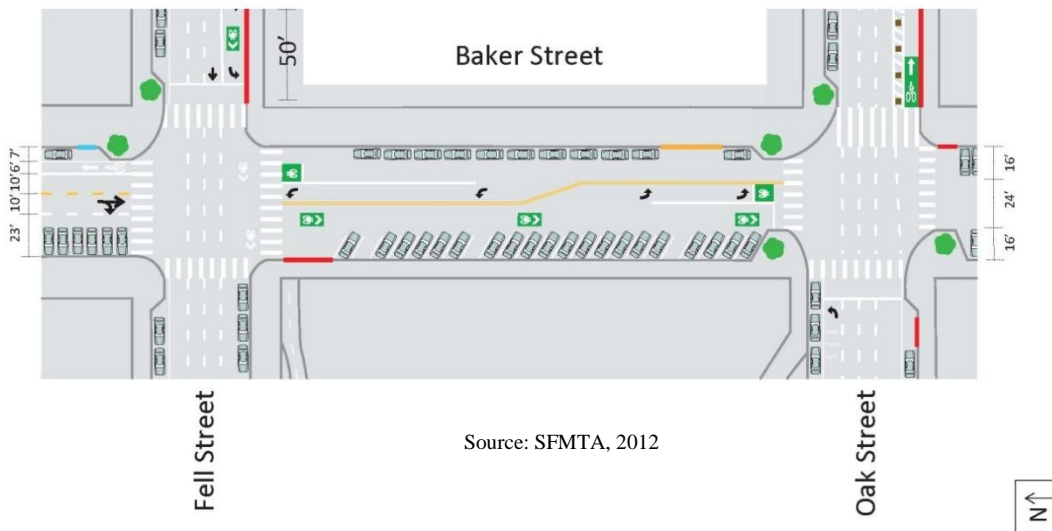 50'
Baker Street
7'
6'
10'
10'
23'
16'
24'
16'
Fell Street
Source: SFMTA, 2012
Oak Street
N